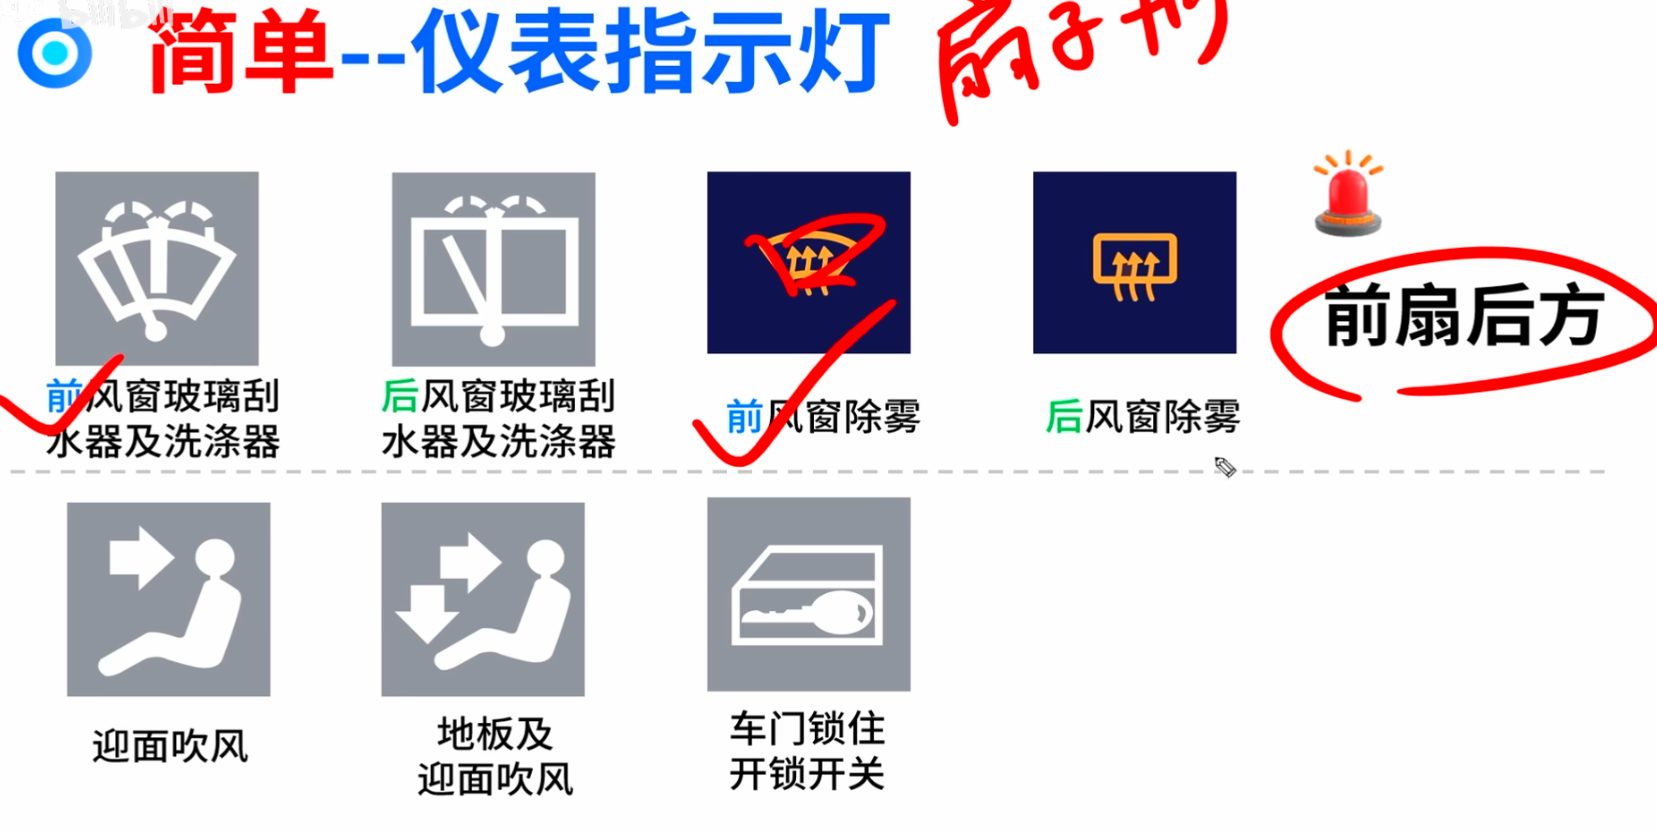 bilibili
简单--仪表指示灯
扇子形
前扇后方
前风窗玻璃刮
水器及洗涤器
后风窗玻璃刮
水器及洗涤器
前风窗除雾
后风窗除雾
迎面吹风
地板及
迎面吹风
车门锁住
开锁开关